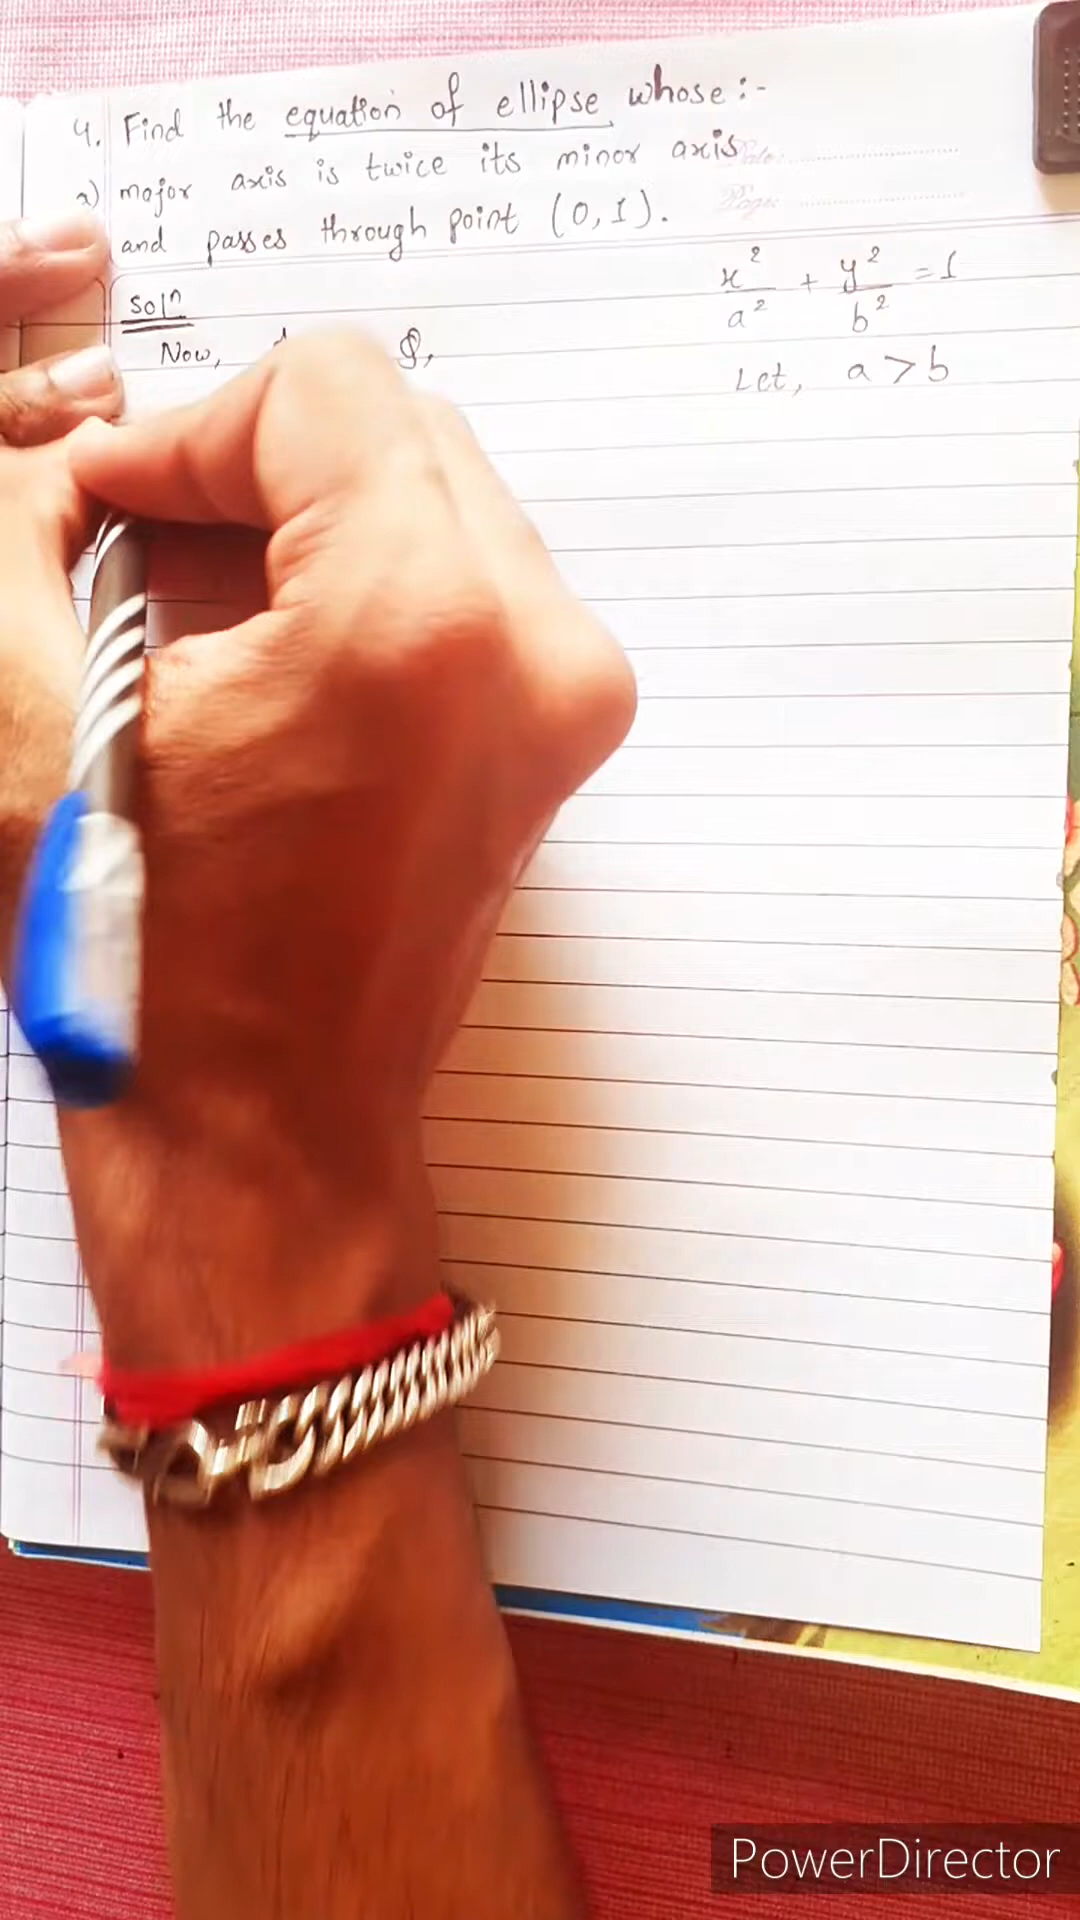 4. Find the equation of ellipse whose:-
a) major axis is twice its minor axis
and passes through point (0,1).
x² / a² + y² / b² = 1
Soln
Now,
Let, a > b
PowerDirector